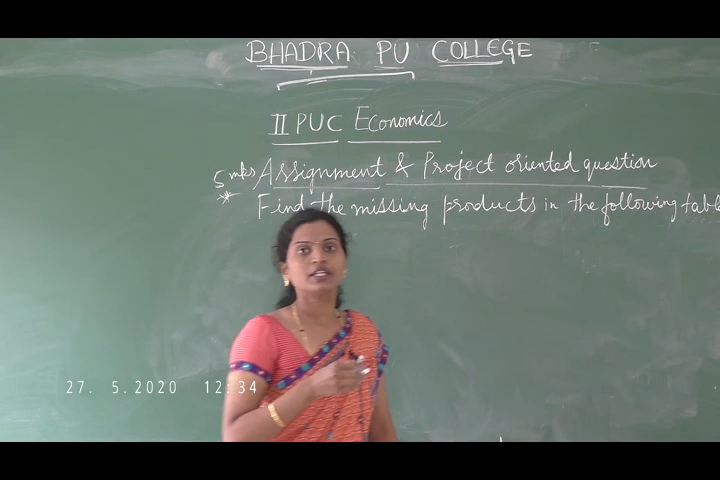 BHADRA PU COLLEGE
II PUC Economics
5 mks Assignment & Project oriented question
* Find the missing products in the following tabl
27. 5.2020 12:34